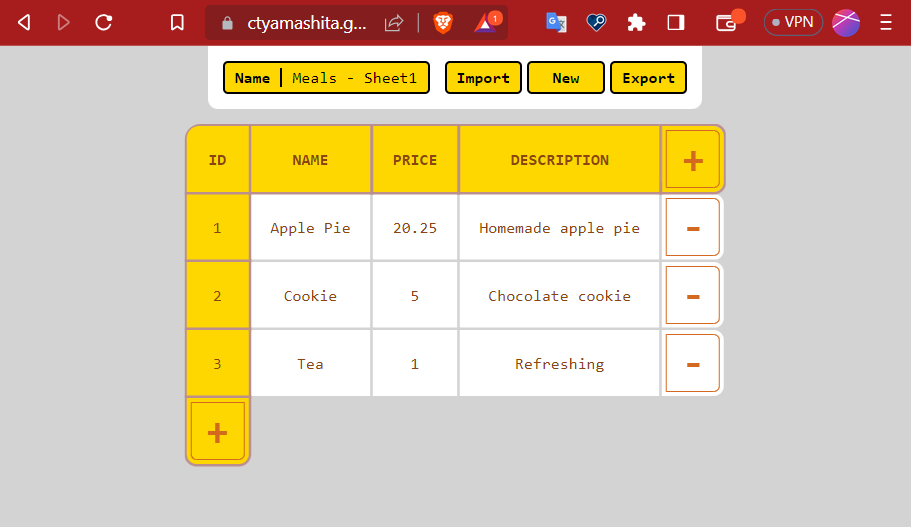 ctyamashita.g...
1
VPN
Name | Meals - Sheet1
Import
New
Export
ID NAME PRICE DESCRIPTION +
1 Apple Pie 20.25 Homemade apple pie -
2 Cookie 5 Chocolate cookie -
3 Tea 1 Refreshing -
+